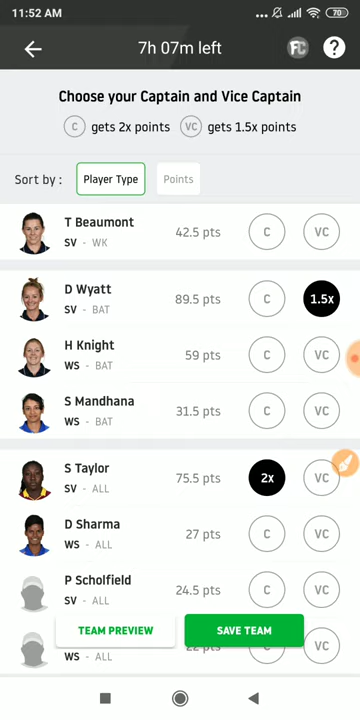 11:52 AM
70
7h 07m left
FC
?
Choose your Captain and Vice Captain
C gets 2x points VC gets 1.5x points
Sort by : Player Type Points
T Beaumont
SV - WK
42.5 pts
C
VC
D Wyatt
SV - BAT
89.5 pts
C
1.5x
H Knight
WS - BAT
59 pts
C
VC
S Mandhana
WS - BAT
31.5 pts
C
VC
S Taylor
SV - ALL
75.5 pts
2x
VC
D Sharma
WS - ALL
27 pts
C
VC
P Scholfield
SV - ALL
24.5 pts
C
VC
TEAM PREVIEW
SAVE TEAM
WS - ALL
22 pts
C
VC